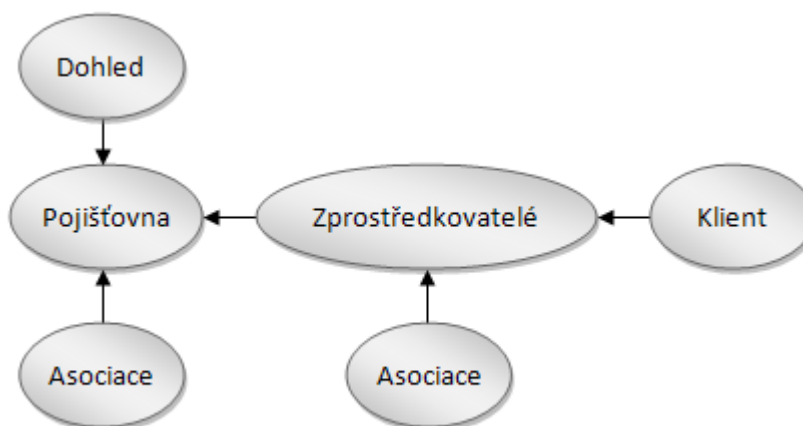 Dohled
Pojišťovna
Zprostředkovatelé
Klient
Asociace
Asociace